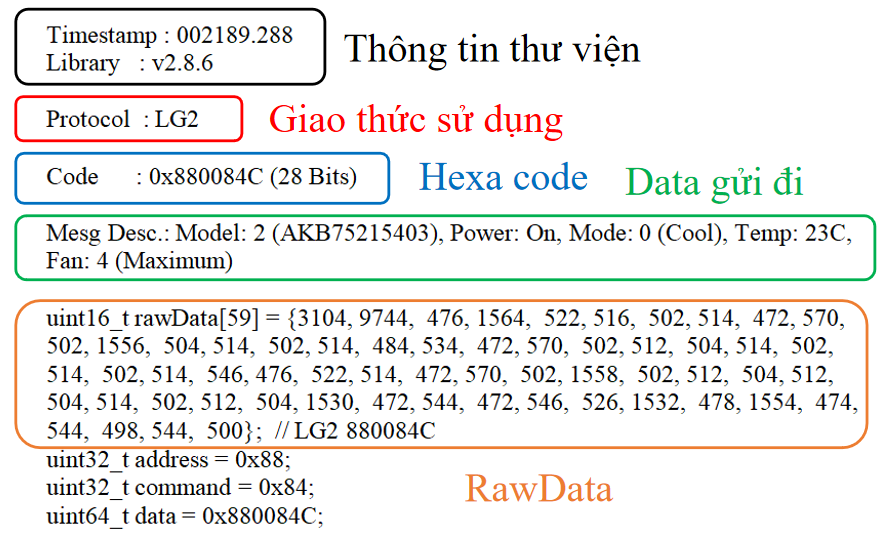 Timestamp : 002189.288
Library : v2.8.6
Thông tin thư viện
Protocol : LG2
Giao thức sử dụng
Code : 0x880084C (28 Bits)
Hexa code
Data gửi đi
Mesg Desc.: Model: 2 (AKB75215403), Power: On, Mode: 0 (Cool), Temp: 23C,
Fan: 4 (Maximum)
uint16_t rawData[59] = {3104, 9744, 476, 1564, 522, 516, 502, 514, 472, 570,
502, 1556, 504, 514, 502, 514, 484, 534, 472, 570, 502, 512, 504, 514, 502,
514, 502, 514, 546, 476, 522, 514, 472, 570, 502, 1558, 502, 512, 504, 512,
504, 514, 502, 512, 504, 1530, 472, 544, 472, 546, 526, 1532, 478, 1554, 474,
544, 498, 544, 500}; // LG2 880084C
uint32_t address = 0x88;
uint32_t command = 0x84;
uint64_t data = 0x880084C;
RawData